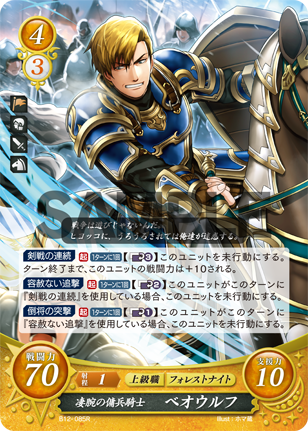 4
3
SAMPLE
戦争は遊びじゃないんだ。
ヒヨッコに、うろうろされては俺達が迷惑する。
剣戟の連続 起 1ターンに1回 [3]このユニットを未行動にする。
ターン終了まで、このユニットの戦闘力は+10される。
容赦ない追撃 起 1ターンに1回 [2]このユニットがこのターンに
『剣戟の連続』を使用している場合、このユニットを未行動にする。
倒将の突撃 起 1ターンに1回 [1]このユニットがこのターンに
『容赦ない追撃』を使用している場合、このユニットを未行動にする。
戦闘力
70
射程 1
上級職 フォレストナイト
支援力
10
凄腕の傭兵騎士 ベオウルフ
B12-085R